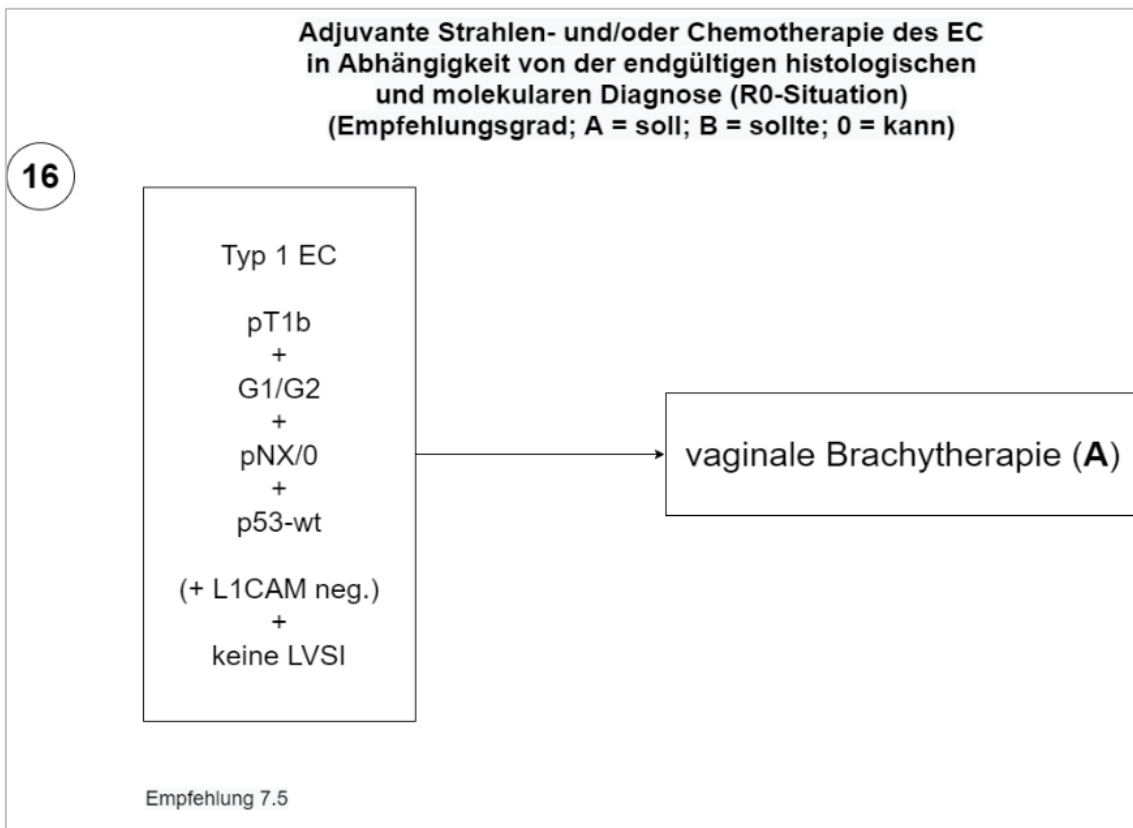 Adjuvante Strahlen- und/oder Chemotherapie des EC
in Abhängigkeit von der endgültigen histologischen
und molekularen Diagnose (R0-Situation)
(Empfehlungsgrad; A = soll; B = sollte; 0 = kann)
16
Typ 1 EC
pT1b
+
G1/G2
+
pNX/0
+
p53-wt
(+ L1CAM neg.)
+
keine LVSI
vaginale Brachytherapie (A)
Empfehlung 7.5